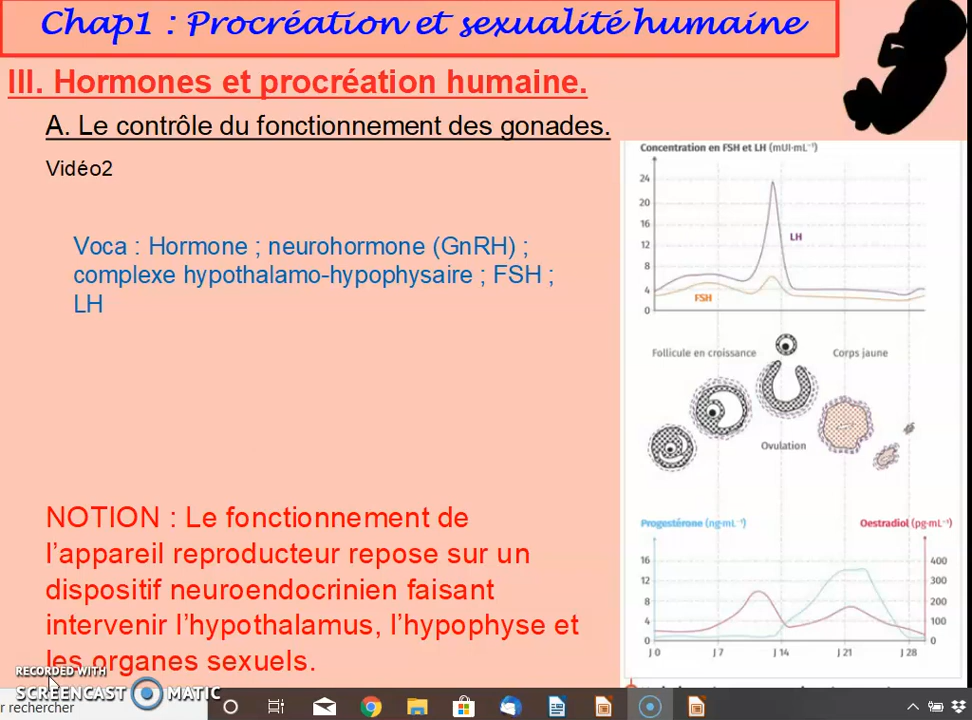 Chap1 : Procréation et sexualité humaine
III. Hormones et procréation humaine.
A. Le contrôle du fonctionnement des gonades.
Vidéo2
Voca : Hormone ; neurohormone (GnRH) ;
complexe hypothalamo-hypophysaire ; FSH ;
LH
NOTION : Le fonctionnement de
l'appareil reproducteur repose sur un
dispositif neuroendocrinien faisant
intervenir l'hypothalamus, l'hypophyse et
les organes sexuels.
Concentration en FSH et LH (mUI·mL⁻¹)
24
20
16
12
8
4
0
LH
FSH
Follicule en croissance
Corps jaune
Ovulation
Progestérone (ng·mL⁻¹)
Oestradiol (pg·mL⁻¹)
16
12
8
4
0
400
300
200
100
0
J 0
J 7
J 14
J 21
J 28
RECORDED WITH
SCREENCAST MATIC
r rechercher